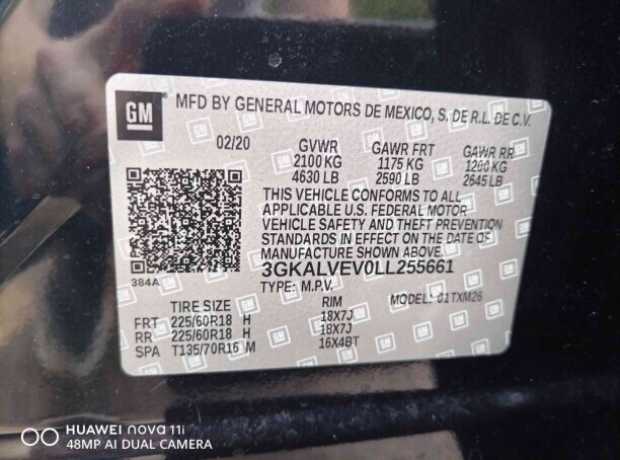 GM
MFD BY GENERAL MOTORS DE MEXICO, S. DE R.L. DE C.V.
02/20 GVWR GAWR FRT GAWR RR
2100 KG 1175 KG 1200 KG
4630 LB 2590 LB 2645 LB
THIS VEHICLE CONFORMS TO ALL
APPLICABLE U.S. FEDERAL MOTOR
VEHICLE SAFETY AND THEFT PREVENTION
STANDARDS IN EFFECT ON THE DATE OF
MANUFACTURE SHOWN ABOVE.
3GKALVEV0LL255661
384A
TYPE: M.P.V. MODEL: 01TXM26
TIRE SIZE RIM
FRT 225/60R18 H 18X7J
RR 225/60R18 H 18X7J
SPA T135/70R16 M 16X4BT
HUAWEI nova 11i
48MP AI DUAL CAMERA